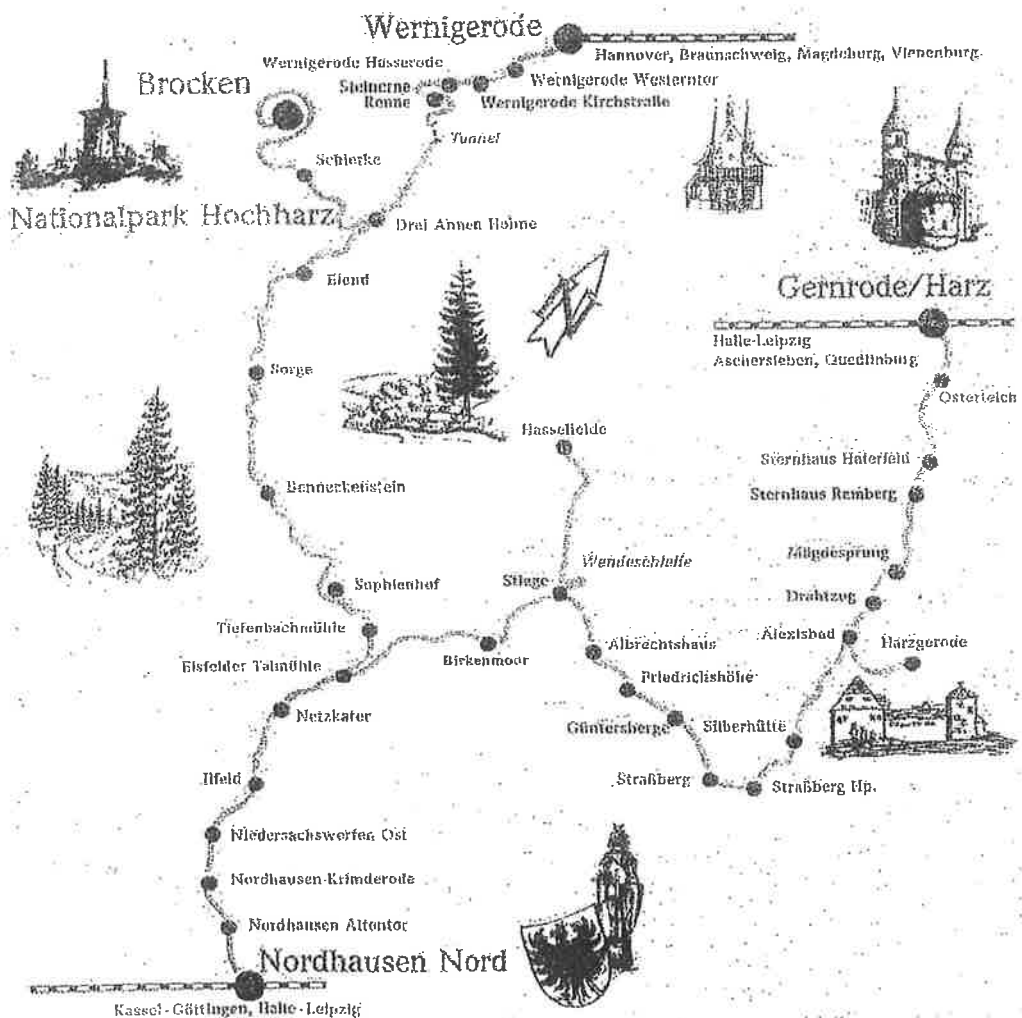 Wernigerode
Hannover, Braunschweig, Magdeburg, Vienenburg.
Wernigerode Hasserode
Wernigerode Westerntor
Steinerne
Renne
Wernigerode Kirchstraße
Brocken
Tunnel
Schierke
Nationalpark Hochharz
Drei Annen Hohne
Elend
Gernrode/Harz
Halle-Leipzig
Aschersleben, Quedlinburg
Sorge
Osterteich
Hasselfelde
Sternhaus Haferfeld
Benneckenstein
Sternhaus Ramberg
Mägdesprung
Wendeschleife
Stiege
Sophienhof
Drahtzug
Tiefenbachmühle
Alexisbad
Harzgerode
Albrechtshaus
Birkenmoor
Eisfelder Talmühle
Friedrichshöhe
Netzkater
Güntersberge
Silberhütte
Ilfeld
Straßberg
Straßberg Hp.
Niedersachswerfen Ost
Nordhausen-Krimderode
Nordhausen Altentor
Nordhausen Nord
Kassel-Göttingen, Halle-Leipzig